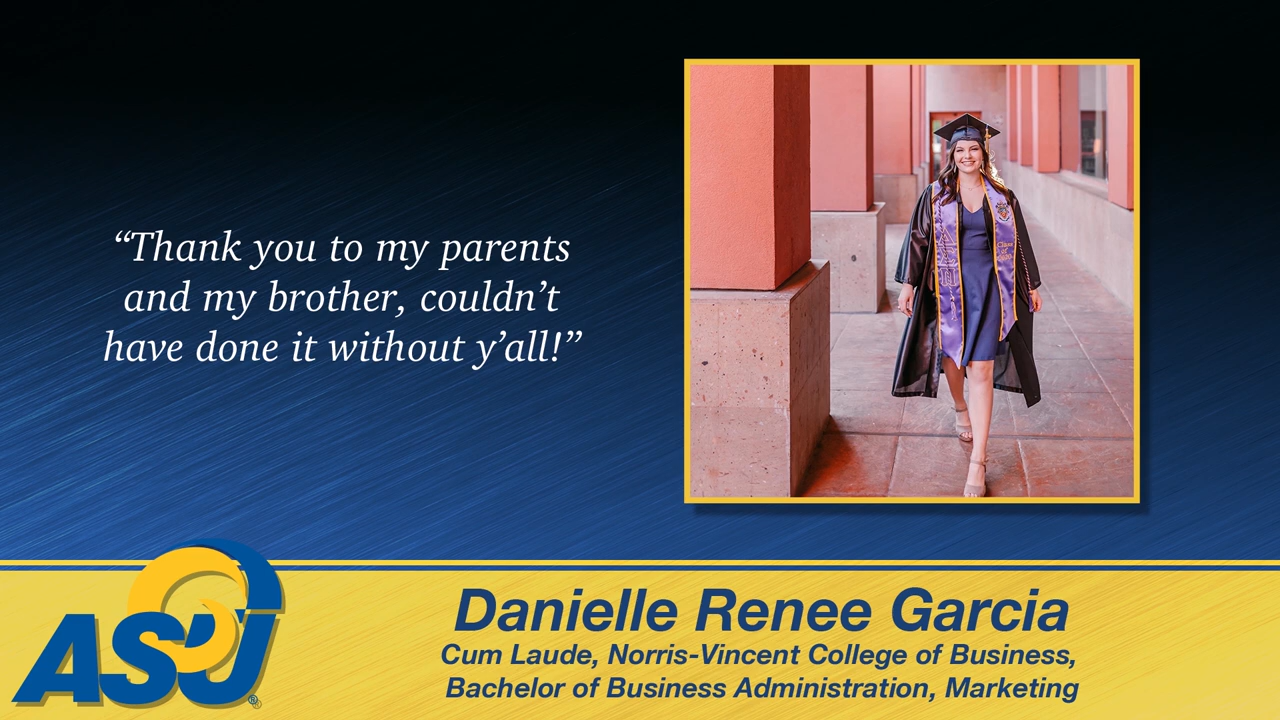 “Thank you to my parents
and my brother, couldn’t
have done it without y’all!”
ASU
®
Danielle Renee Garcia
Cum Laude, Norris-Vincent College of Business,
Bachelor of Business Administration, Marketing